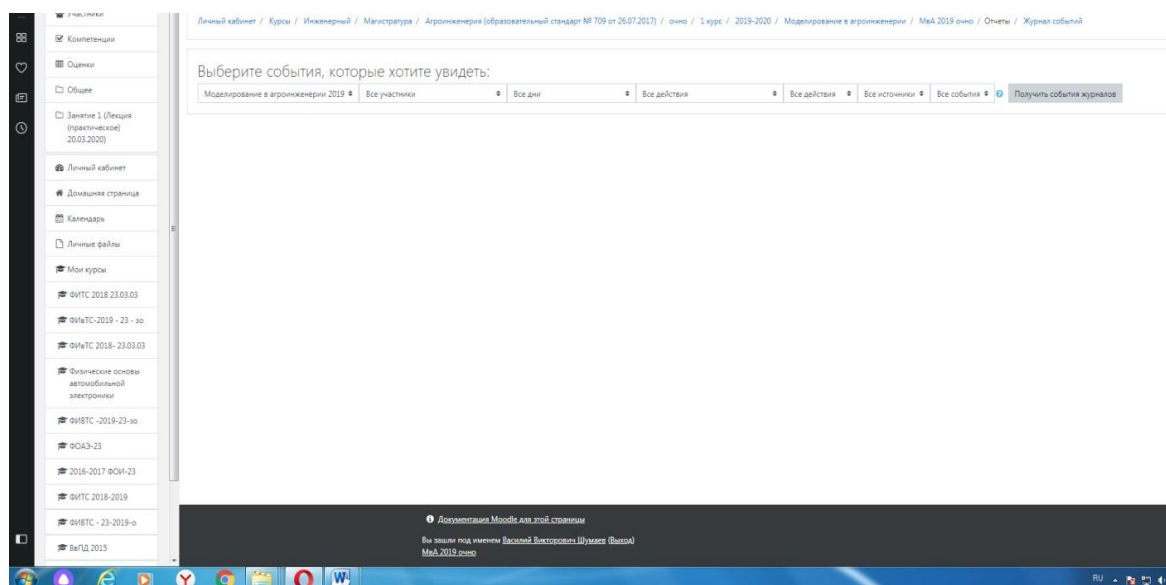 Участники
Компетенции
Оценки
Общее
Занятие 1 (Лекция
(практическое)
20.03.2020)
Личный кабинет
Домашняя страница
Календарь
Личные файлы
Мои курсы
ФИТС 2018 23.03.03
ФИвТС-2019 - 23 - зо
ФИвТС 2018- 23.03.03
Физические основы
автомобильной
электроники
ФИВТС -2019-23-зо
ФОАЭ-23
2016-2017 ФОИ-23
ФИТС 2018-2019
ФИВТС - 23-2019-о
ВвПД 2015
Личный кабинет / Курсы / Инженерный / Магистратура / Агроинженерия (образовательный стандарт № 709 от 26.07.2017) / очно / 1 курс / 2019-2020 / Моделирование в агроинженерии / МвА 2019 очно / Отчеты / Журнал событий
Выберите события, которые хотите увидеть:
Моделирование в агроинженерии 2019 Все участники Все дни Все действия Все действия Все источники Все события Получить события журналов
Документация Moodle для этой страницы
Вы зашли под именем Василий Викторович Шумаев (Выход)
МвА 2019 очно
RU